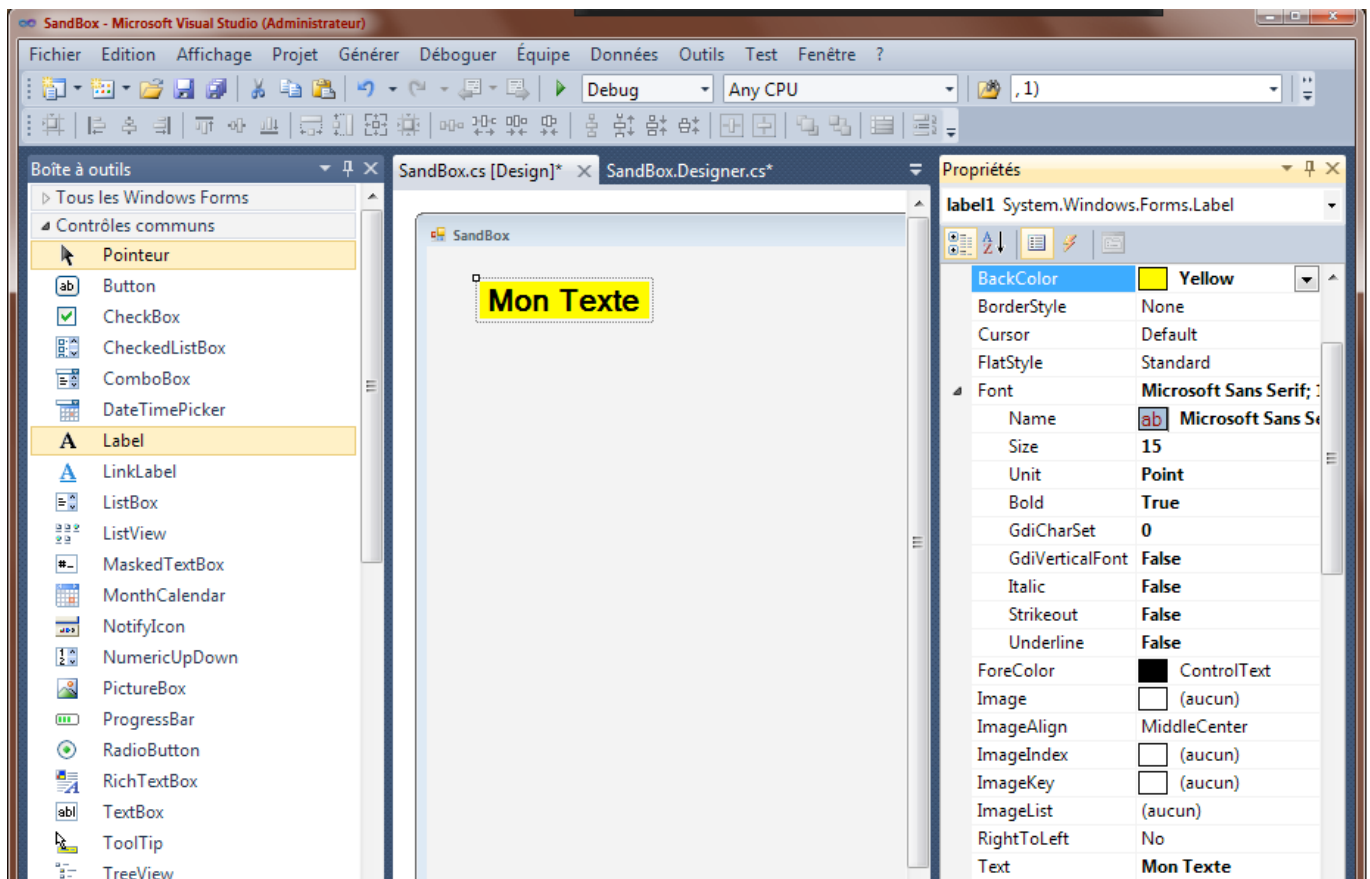 SandBox - Microsoft Visual Studio (Administrateur)
Fichier Edition Affichage Projet Générer Déboguer Équipe Données Outils Test Fenêtre ?
Debug Any CPU , 1)
Boîte à outils
Tous les Windows Forms
Contrôles communs
Pointeur
Button
CheckBox
CheckedListBox
ComboBox
DateTimePicker
Label
LinkLabel
ListBox
ListView
MaskedTextBox
MonthCalendar
NotifyIcon
NumericUpDown
PictureBox
ProgressBar
RadioButton
RichTextBox
TextBox
ToolTip
TreeView
SandBox.cs [Design]* SandBox.Designer.cs*
SandBox
Mon Texte
Propriétés
label1 System.Windows.Forms.Label
BackColor Yellow
BorderStyle None
Cursor Default
FlatStyle Standard
Font Microsoft Sans Serif;
Name ab Microsoft Sans
Size 15
Unit Point
Bold True
GdiCharSet 0
GdiVerticalFont False
Italic False
Strikeout False
Underline False
ForeColor ControlText
Image (aucun)
ImageAlign MiddleCenter
ImageIndex (aucun)
ImageKey (aucun)
ImageList (aucun)
RightToLeft No
Text Mon Texte